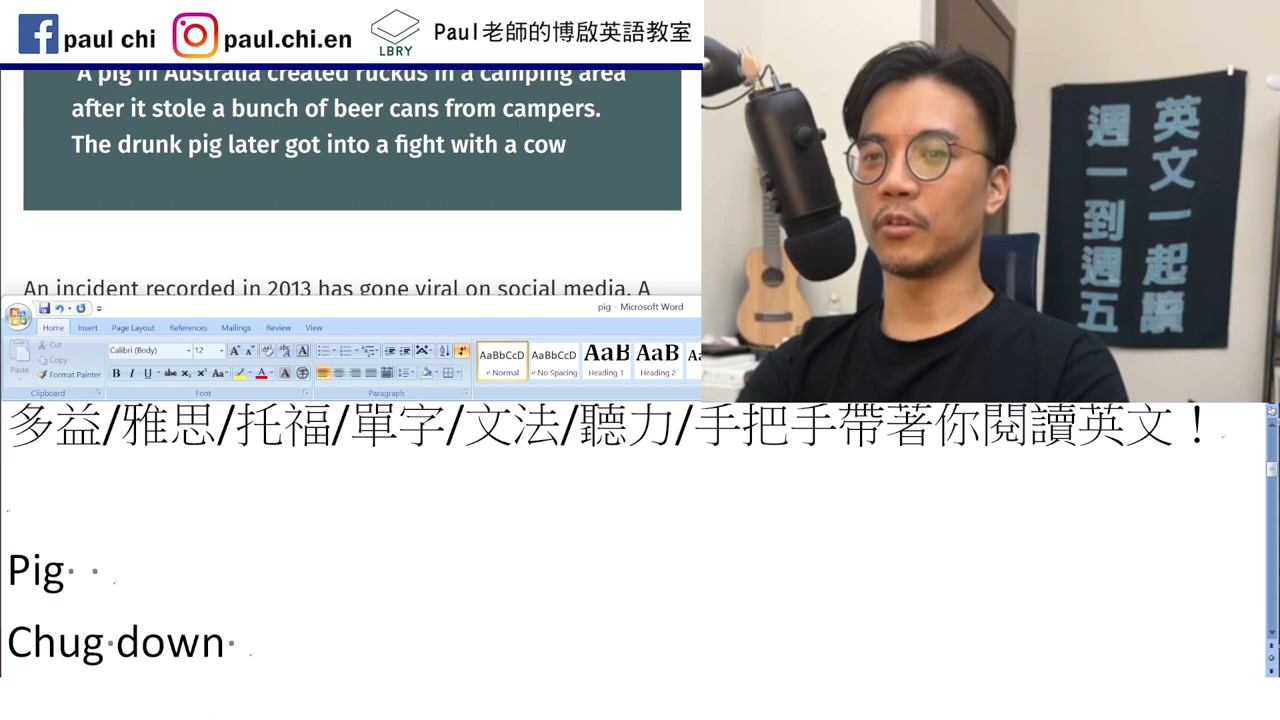 paul chi
paul.chi.en
LBRY
Paul老師的博啟英語教室
A pig in Australia created ruckus in a camping area
after it stole a bunch of beer cans from campers.
The drunk pig later got into a fight with a cow
An incident recorded in 2013 has gone viral on social media. A
英文一起讀
週一到週五
pig - Microsoft Word
Home Insert Page Layout References Mailings Review View
Paste
Cut
Copy
Format Painter
Calibri (Body) 12
AaBbCcD AaBbCcD AaBb AaBb Aa
Normal No Spacing Heading 1 Heading 2
Clipboard Font Paragraph
多益/雅思/托福/單字/文法/聽力/手把手帶著你閱讀英文！
Pig
Chug down